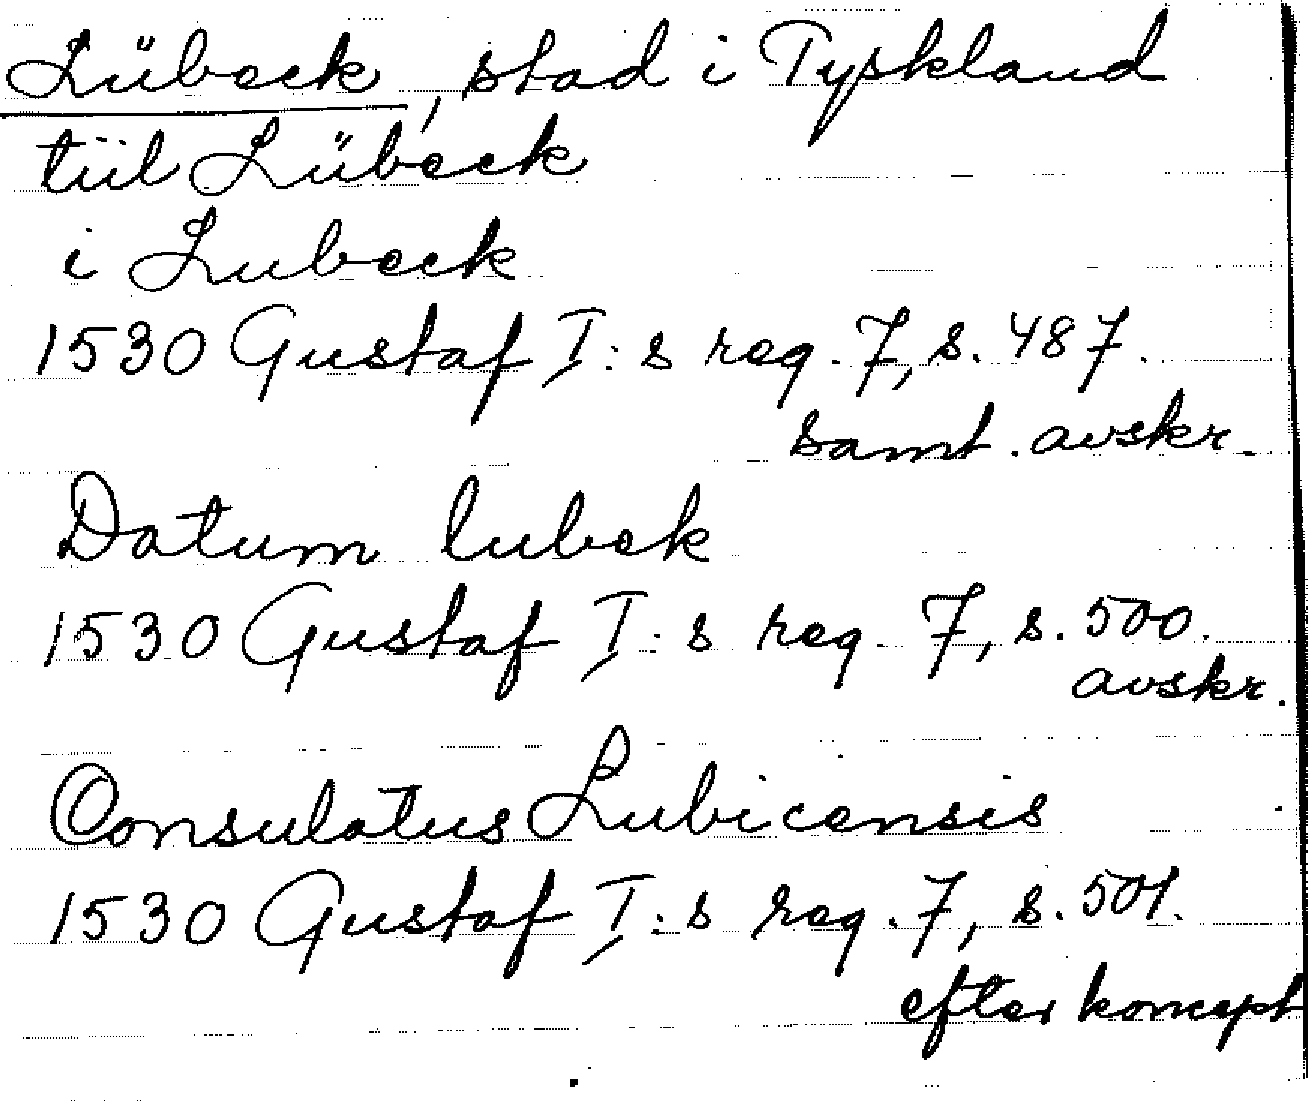 Lübeck, stad i Tyskland
tiil Lübeck
i Lubeck
1530 Gustaf I:s reg. 7, s. 487.
samt. avskr.
Datum lubek
1530 Gustaf I:s reg. 7, s. 500.
avskr.
Consulatus Lubicensis
1530 Gustaf I:s reg. 7, s. 501.
efter koncept